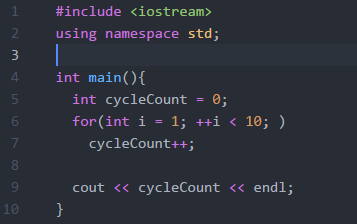 1 #include <iostream>
2 using namespace std;
3
4 int main(){
5   int cycleCount = 0;
6   for(int i = 1; ++i < 10; )
7     cycleCount++;
8
9   cout << cycleCount << endl;
10 }